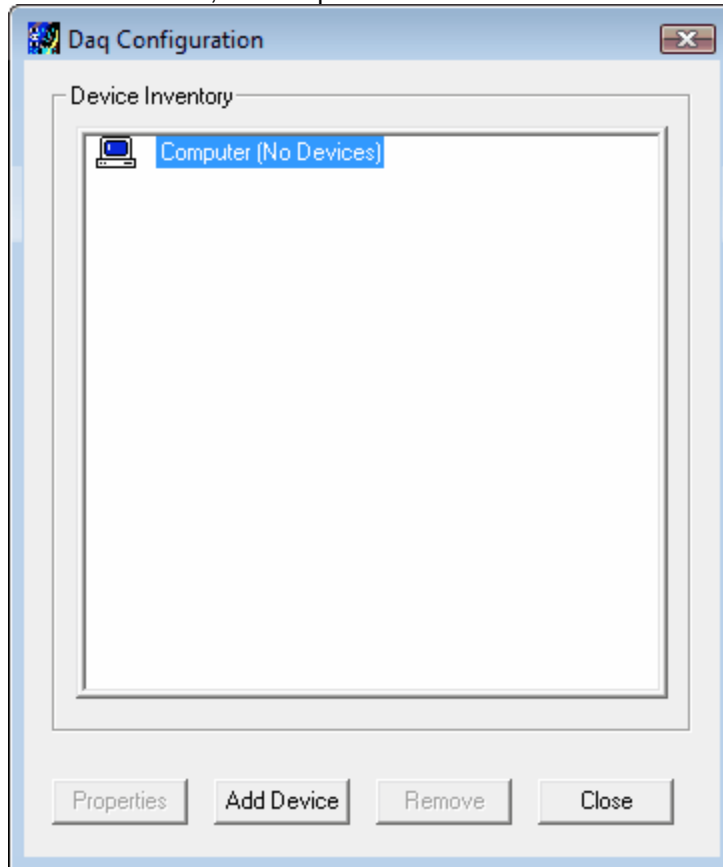 Daq Configuration
Device Inventory
Computer (No Devices)
Properties
Add Device
Remove
Close